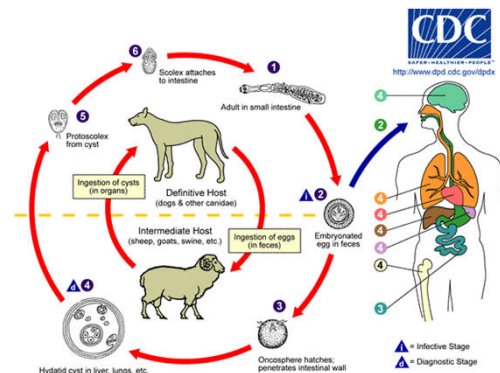 CDC
SAFER•HEALTHIER•PEOPLE™
http://www.dpd.cdc.gov/dpdx
6
Scolex attaches
to intestine
1
Adult in small intestine
5
Protoscolex
from cyst
Ingestion of cysts
(in organs)
Definitive Host
(dogs & other canidae)
i
2
Embryonated
egg in feces
Intermediate Host
(sheep, goats, swine, etc.)
Ingestion of eggs
(in feces)
d
4
Hydatid cyst in liver, lungs, etc.
3
Oncosphere hatches;
penetrates intestinal wall
4
2
4
4
4
4
4
3
i = Infective Stage
d = Diagnostic Stage